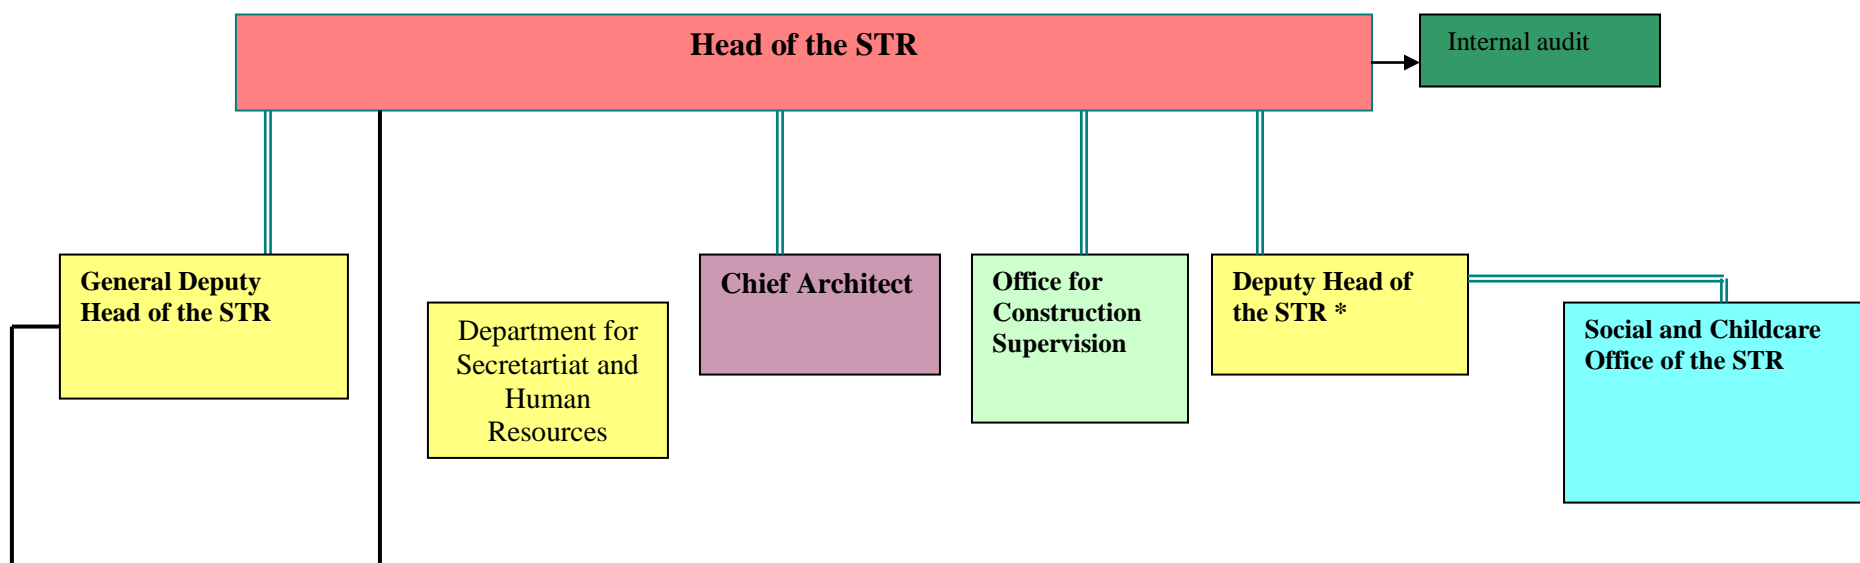 Head of the STR
Internal audit
General Deputy
Head of the STR
Department for
Secretartiat and
Human
Resources
Chief Architect
Office for
Construction
Supervision
Deputy Head of
the STR *
Social and Childcare
Office of the STR